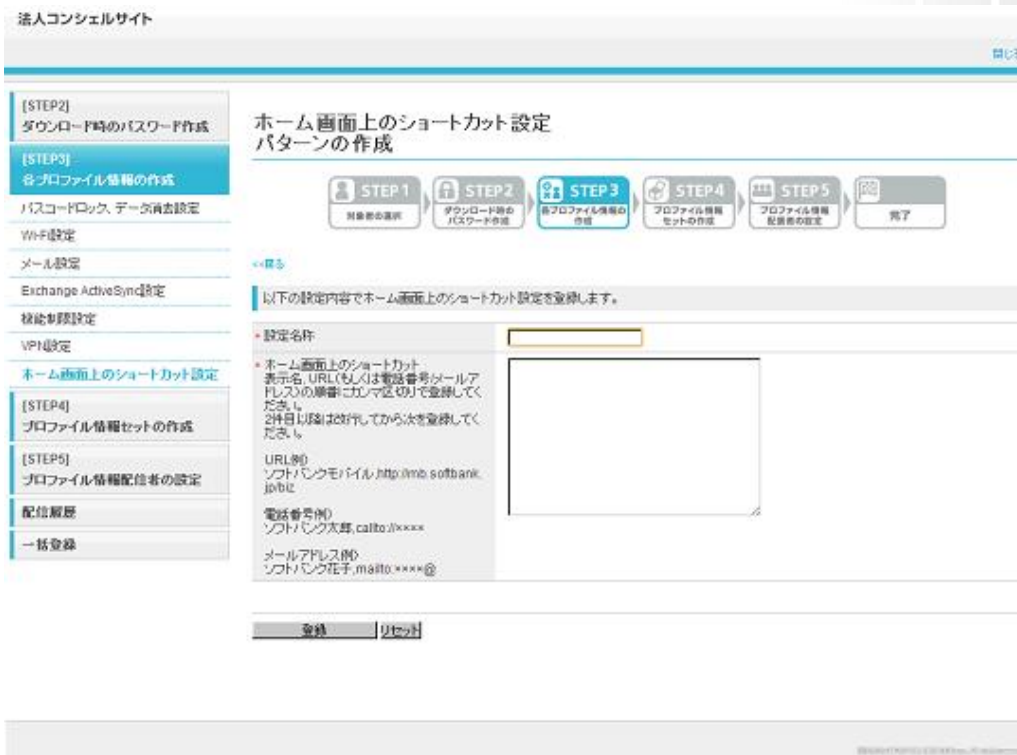 法人コンシェルサイト
閉じ
[STEP2]
ダウンロード時のパスワード作成
[STEP3]
各プロファイル情報の作成
パスコードロック、データ消去設定
Wi-Fi設定
メール設定
Exchange ActiveSync設定
機能制限設定
VPN設定
ホーム画面上のショートカット設定
[STEP4]
プロファイル情報セットの作成
[STEP5]
プロファイル情報配信者の設定
配信履歴
一括登録
ホーム画面上のショートカット設定
パターンの作成
STEP1
対象者の選択
STEP2
ダウンロード時の
パスワード作成
STEP3
各プロファイル情報の
作成
STEP4
プロファイル情報
セットの作成
STEP5
プロファイル情報
配信者の設定
完了
<<戻る
以下の設定内容でホーム画面上のショートカット設定を登録します。
* 設定名称
* ホーム画面上のショートカット
表示名、URL(もしくは電話番号/メールア
ドレス)の順番にカンマ区切りで登録してく
ださい。
2件目以降は改行してから次を登録してく
ださい。
URL例)
ソフトバンクモバイル,http://mb.softbank.
jp/biz
電話番号例)
ソフトバンク太郎,callto://××××
メールアドレス例)
ソフトバンク花子,mailto:××××@
登録
リセット